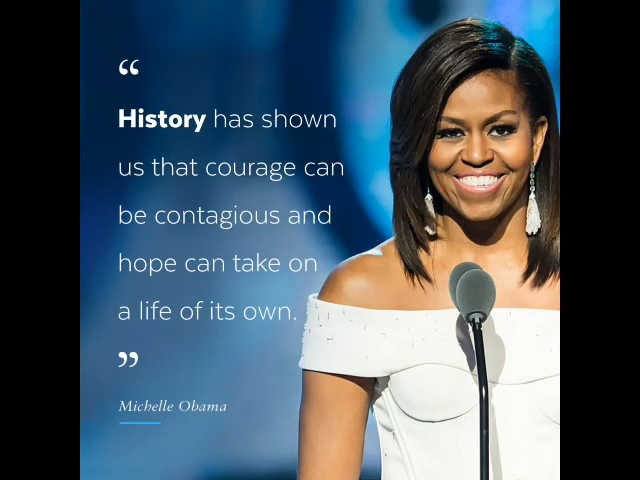 “
History has shown
us that courage can
be contagious and
hope can take on
a life of its own.
”
Michelle Obama